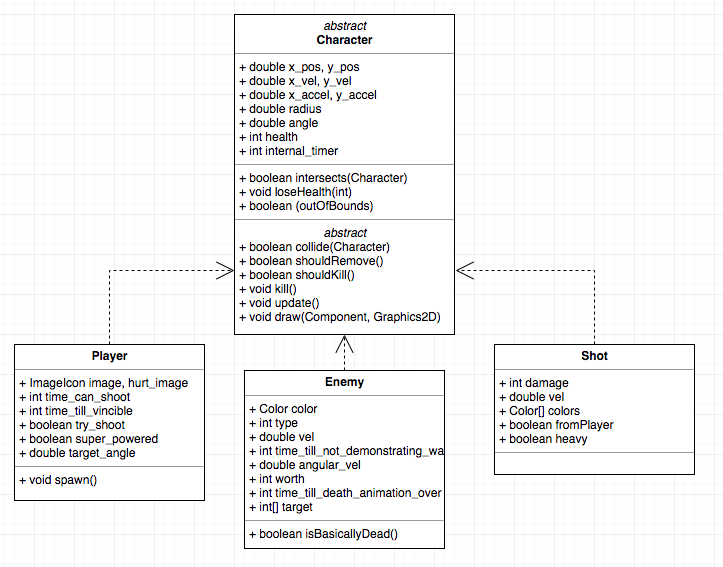 abstract
Character
+ double x_pos, y_pos
+ double x_vel, y_vel
+ double x_accel, y_accel
+ double radius
+ double angle
+ int health
+ int internal_timer
+ boolean intersects(Character)
+ void loseHealth(int)
+ boolean (outOfBounds)
abstract
+ boolean collide(Character)
+ boolean shouldRemove()
+ boolean shouldKill()
+ void kill()
+ void update()
+ void draw(Component, Graphics2D)
Player
+ ImageIcon image, hurt_image
+ int time_can_shoot
+ int time_till_vincible
+ boolean try_shoot
+ boolean super_powered
+ double target_angle
+ void spawn()
Enemy
+ Color color
+ int type
+ double vel
+ int time_till_not_demonstrating_wa
+ double angular_vel
+ int worth
+ int time_till_death_animation_over
+ int[] target
+ boolean isBasicallyDead()
Shot
+ int damage
+ double vel
+ Color[] colors
+ boolean fromPlayer
+ boolean heavy